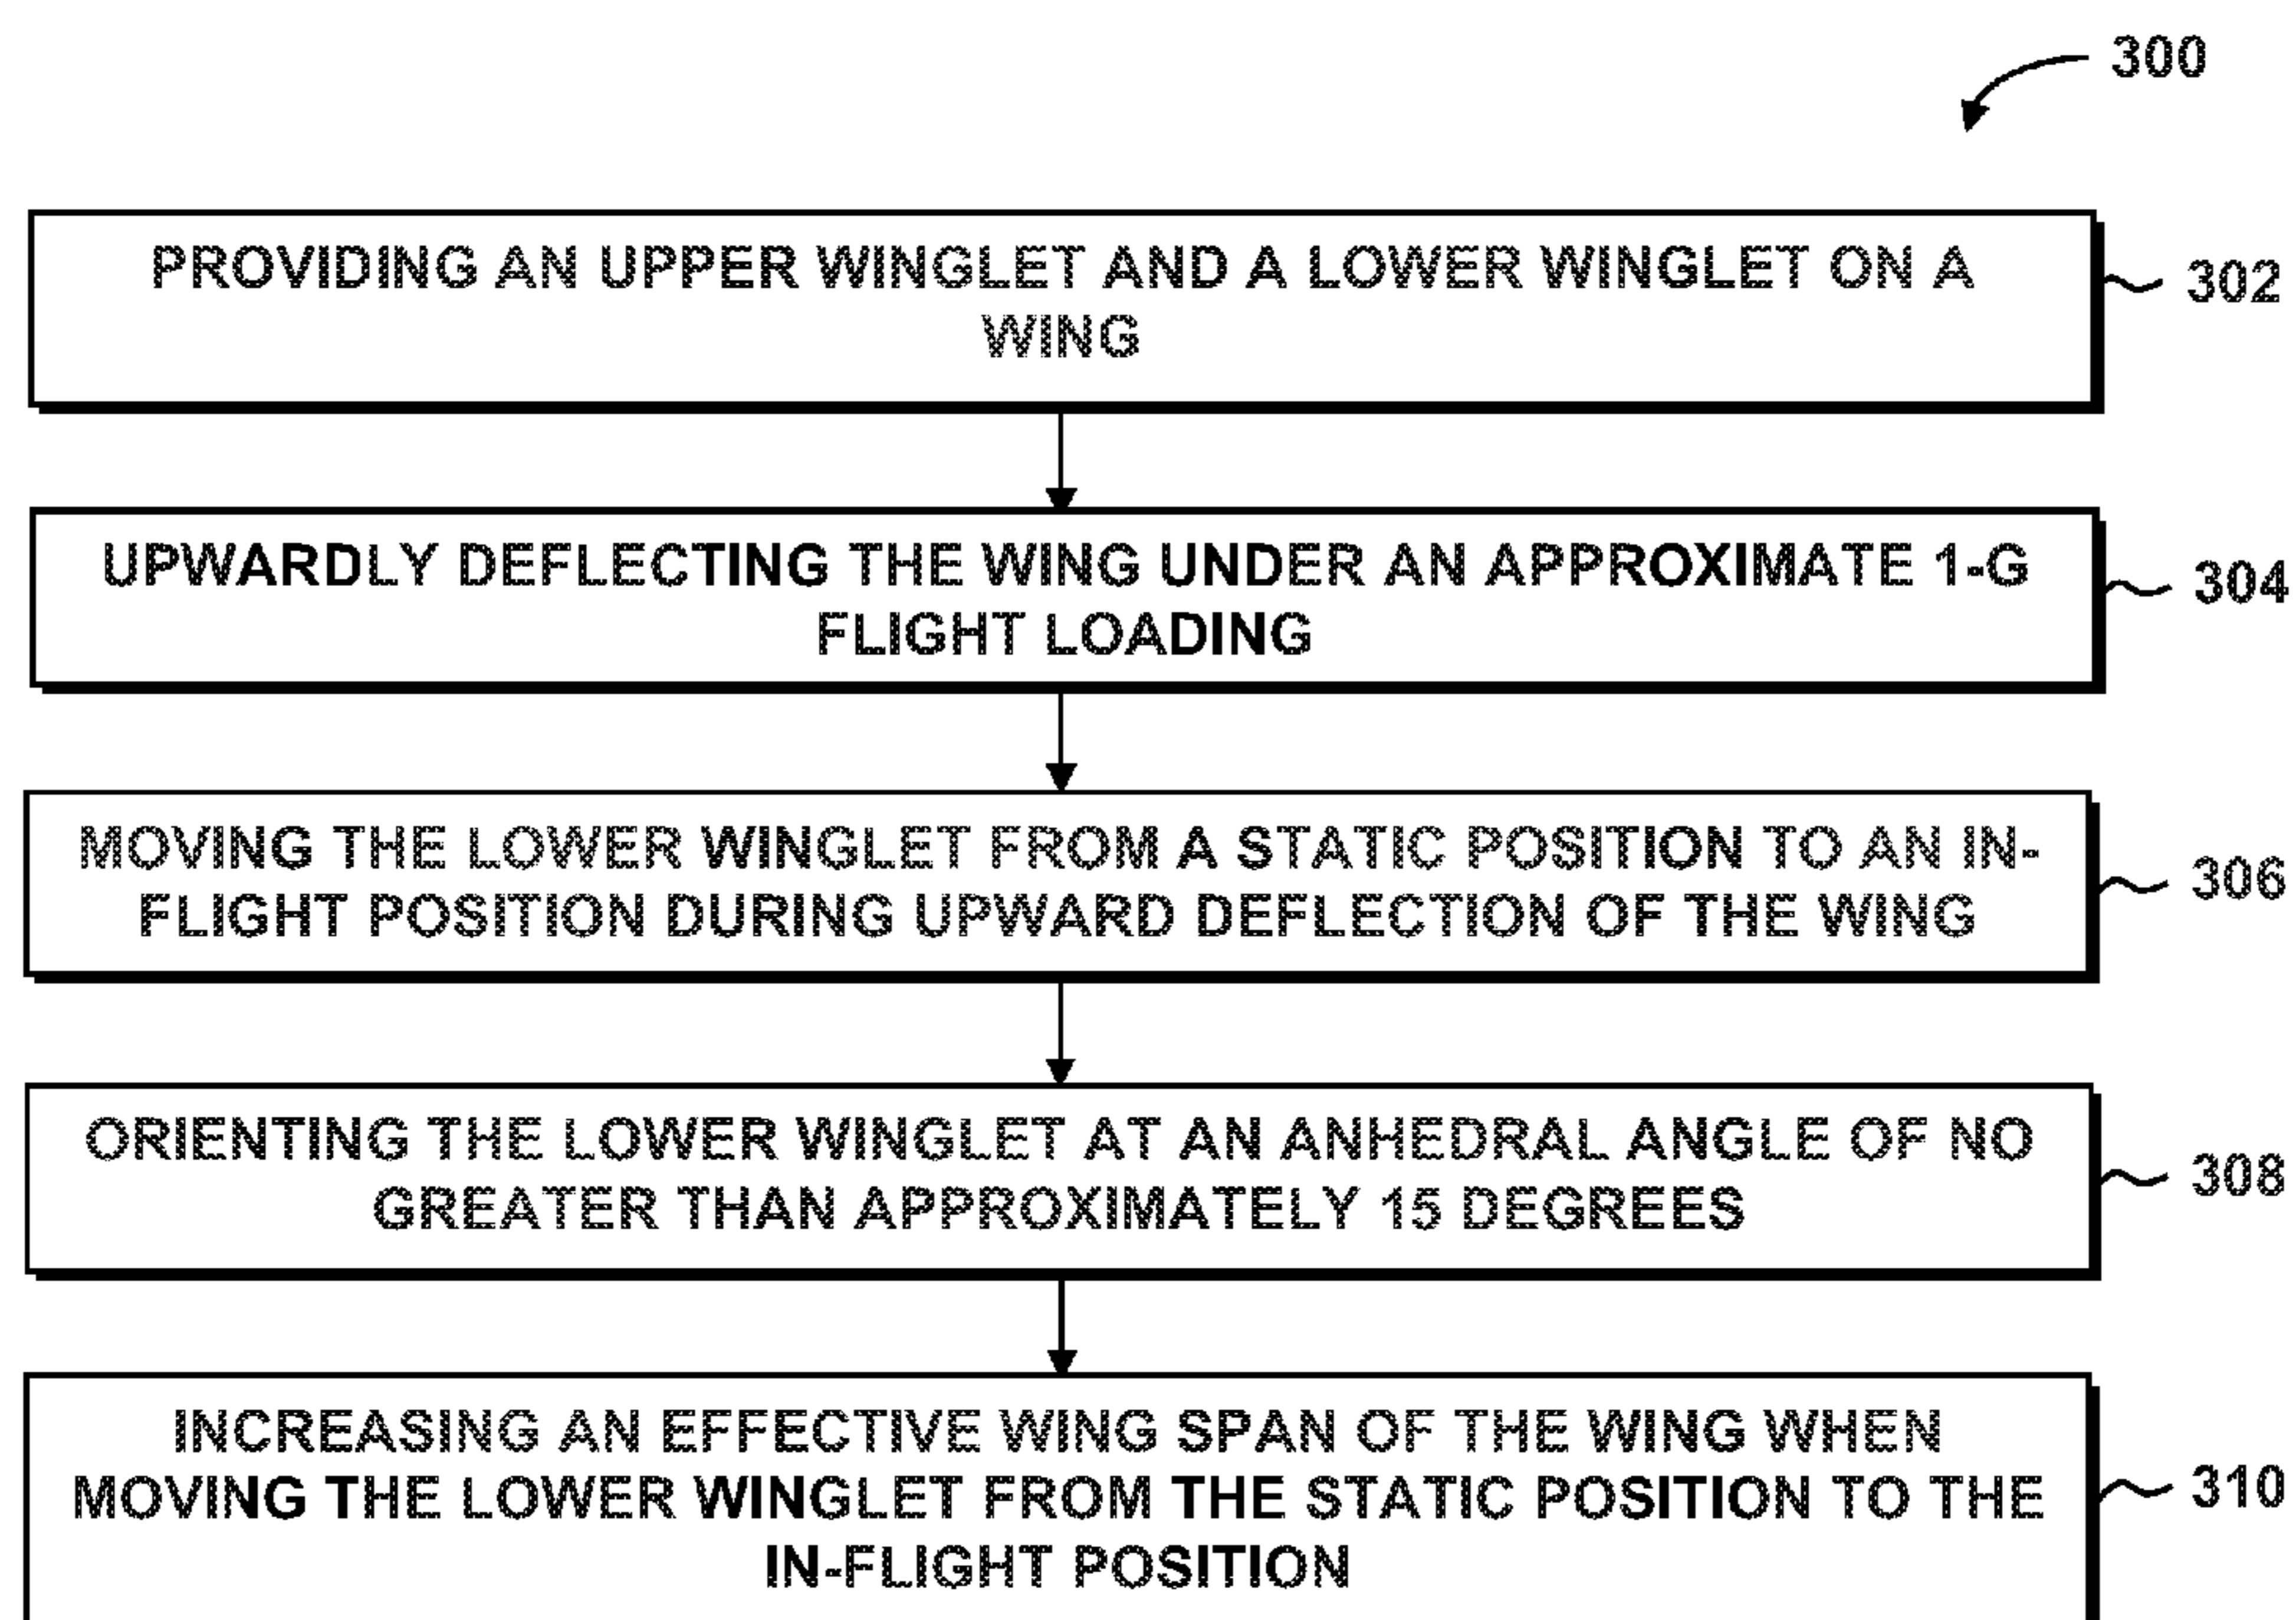 300
PROVIDING AN UPPER WINGLET AND A LOWER WINGLET ON A
WING
302
UPWARDLY DEFLECTING THE WING UNDER AN APPROXIMATE 1-G
FLIGHT LOADING
304
MOVING THE LOWER WINGLET FROM A STATIC POSITION TO AN IN-
FLIGHT POSITION DURING UPWARD DEFLECTION OF THE WING
306
ORIENTING THE LOWER WINGLET AT AN ANHEDRAL ANGLE OF NO
GREATER THAN APPROXIMATELY 15 DEGREES
308
INCREASING AN EFFECTIVE WING SPAN OF THE WING WHEN
MOVING THE LOWER WINGLET FROM THE STATIC POSITION TO THE
IN-FLIGHT POSITION
310